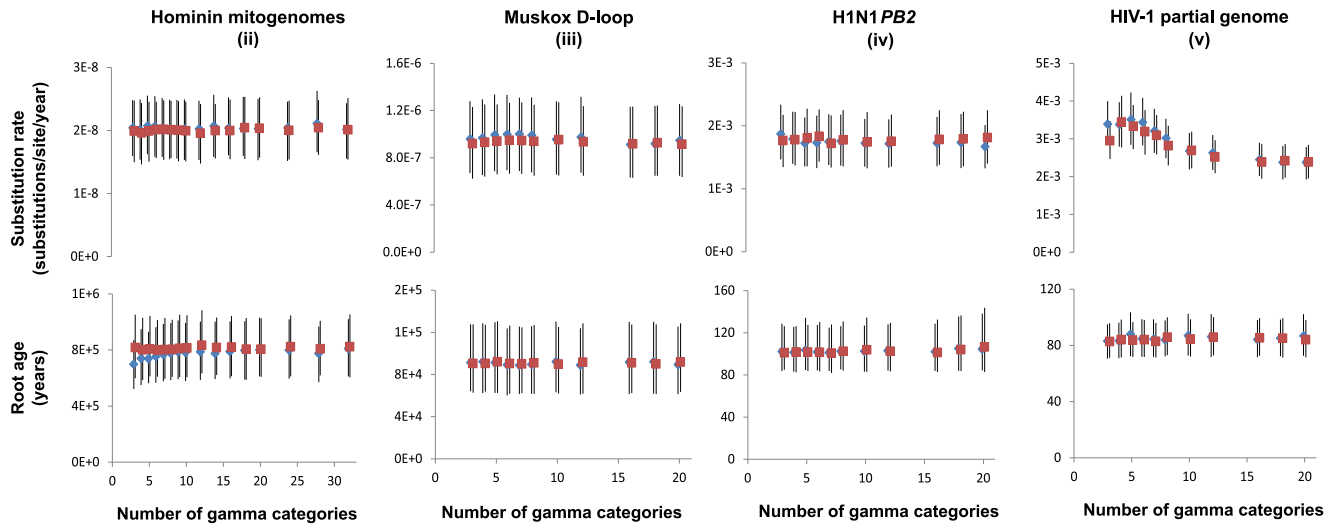 Hominin mitogenomes
(ii)
Muskox D-loop
(iii)
H1N1 PB2
(iv)
HIV-1 partial genome
(v)
Substitution rate
(substitutions/site/year)
3E-8
2E-8
1E-8
0E+0
1.6E-6
1.2E-6
8.0E-7
4.0E-7
0.0E+0
3E-3
2E-3
1E-3
0E+0
5E-3
4E-3
3E-3
2E-3
1E-3
0E+0
Root age
(years)
1E+6
8E+5
4E+5
0E+0
2E+5
1E+5
8E+4
4E+4
0E+0
160
140
120
100
80
60
40
20
0
120
80
40
0
0 5 10 15 20 25 30
0 5 10 15 20
0 5 10 15 20
0 5 10 15 20
Number of gamma categories
Number of gamma categories
Number of gamma categories
Number of gamma categories